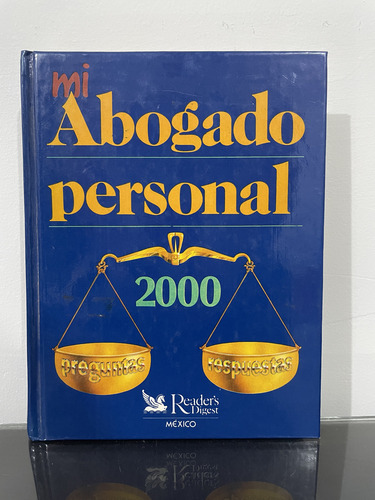 mi
Abogado
personal
2000
preguntas
respuestas
Reader's
Digest
MÉXICO